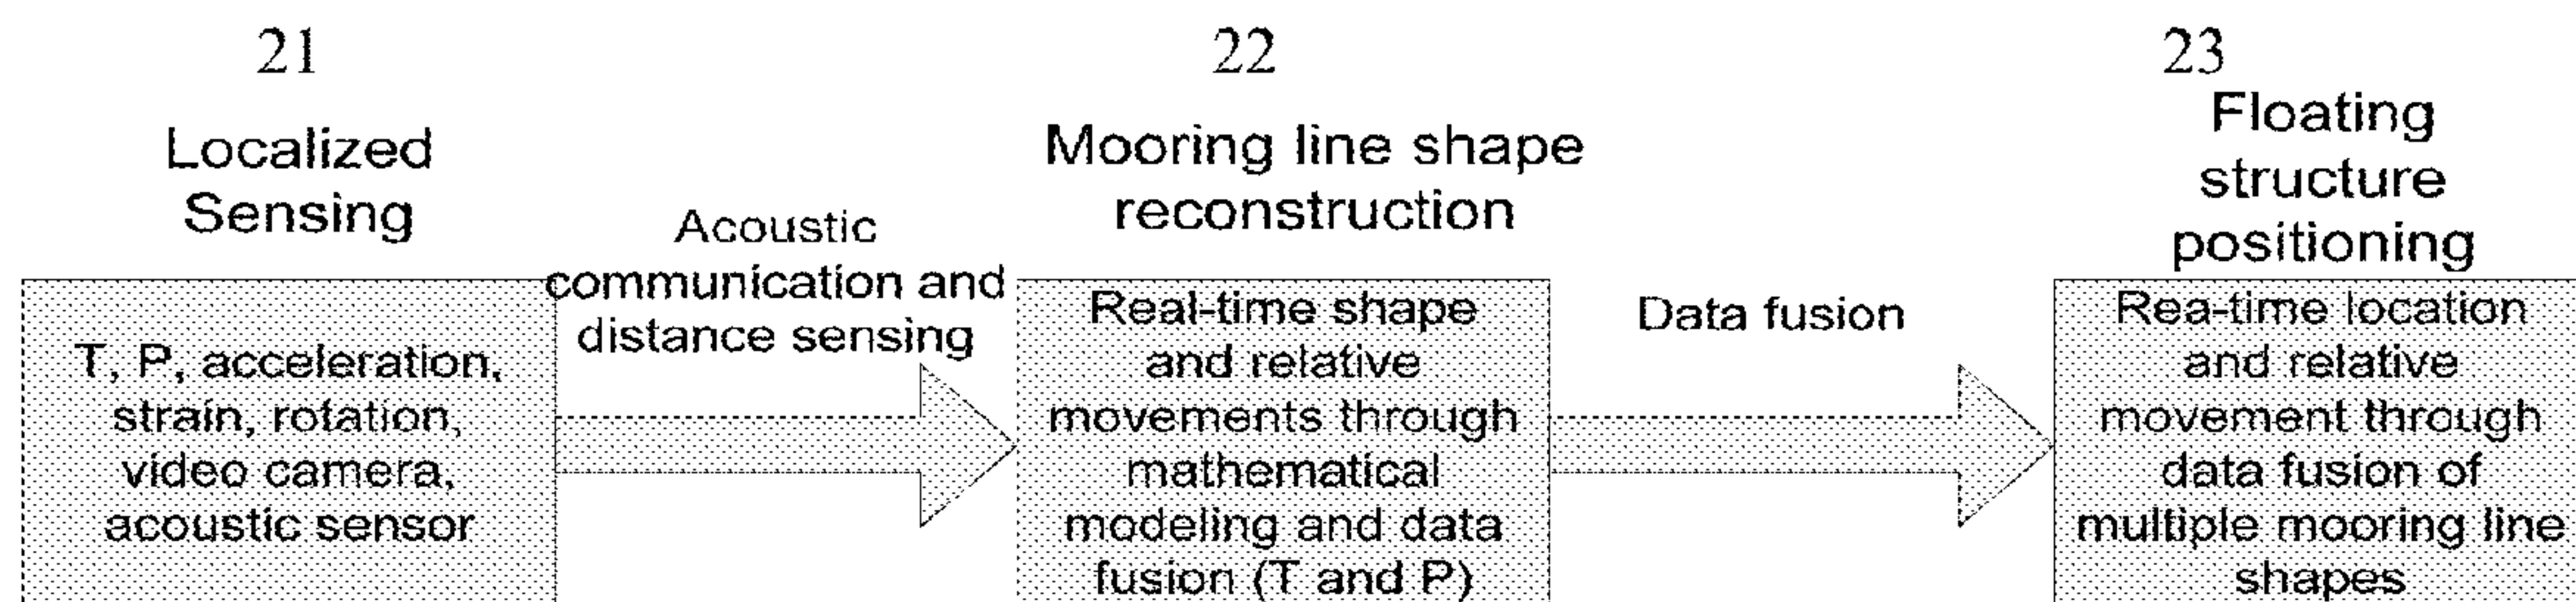 21
Localized
Sensing
T, P, acceleration,
strain, rotation,
video camera,
acoustic sensor
Acoustic
communication and
distance sensing
22
Mooring line shape
reconstruction
Real-time shape
and relative
movements through
mathematical
modeling and data
fusion (T and P)
Data fusion
23
Floating
structure
positioning
Rea-time location
and relative
movement through
data fusion of
multiple mooring line
shapes